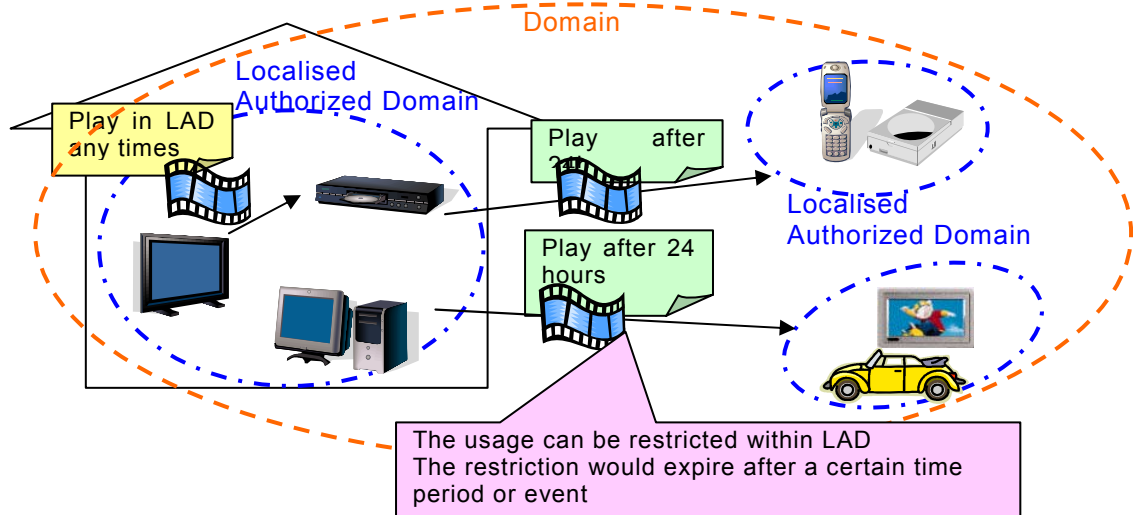 Domain
Localised
Authorized Domain
Play in LAD
any times
Play after
Play after 24
hours
Localised
Authorized Domain
The usage can be restricted within LAD
The restriction would expire after a certain time
period or event